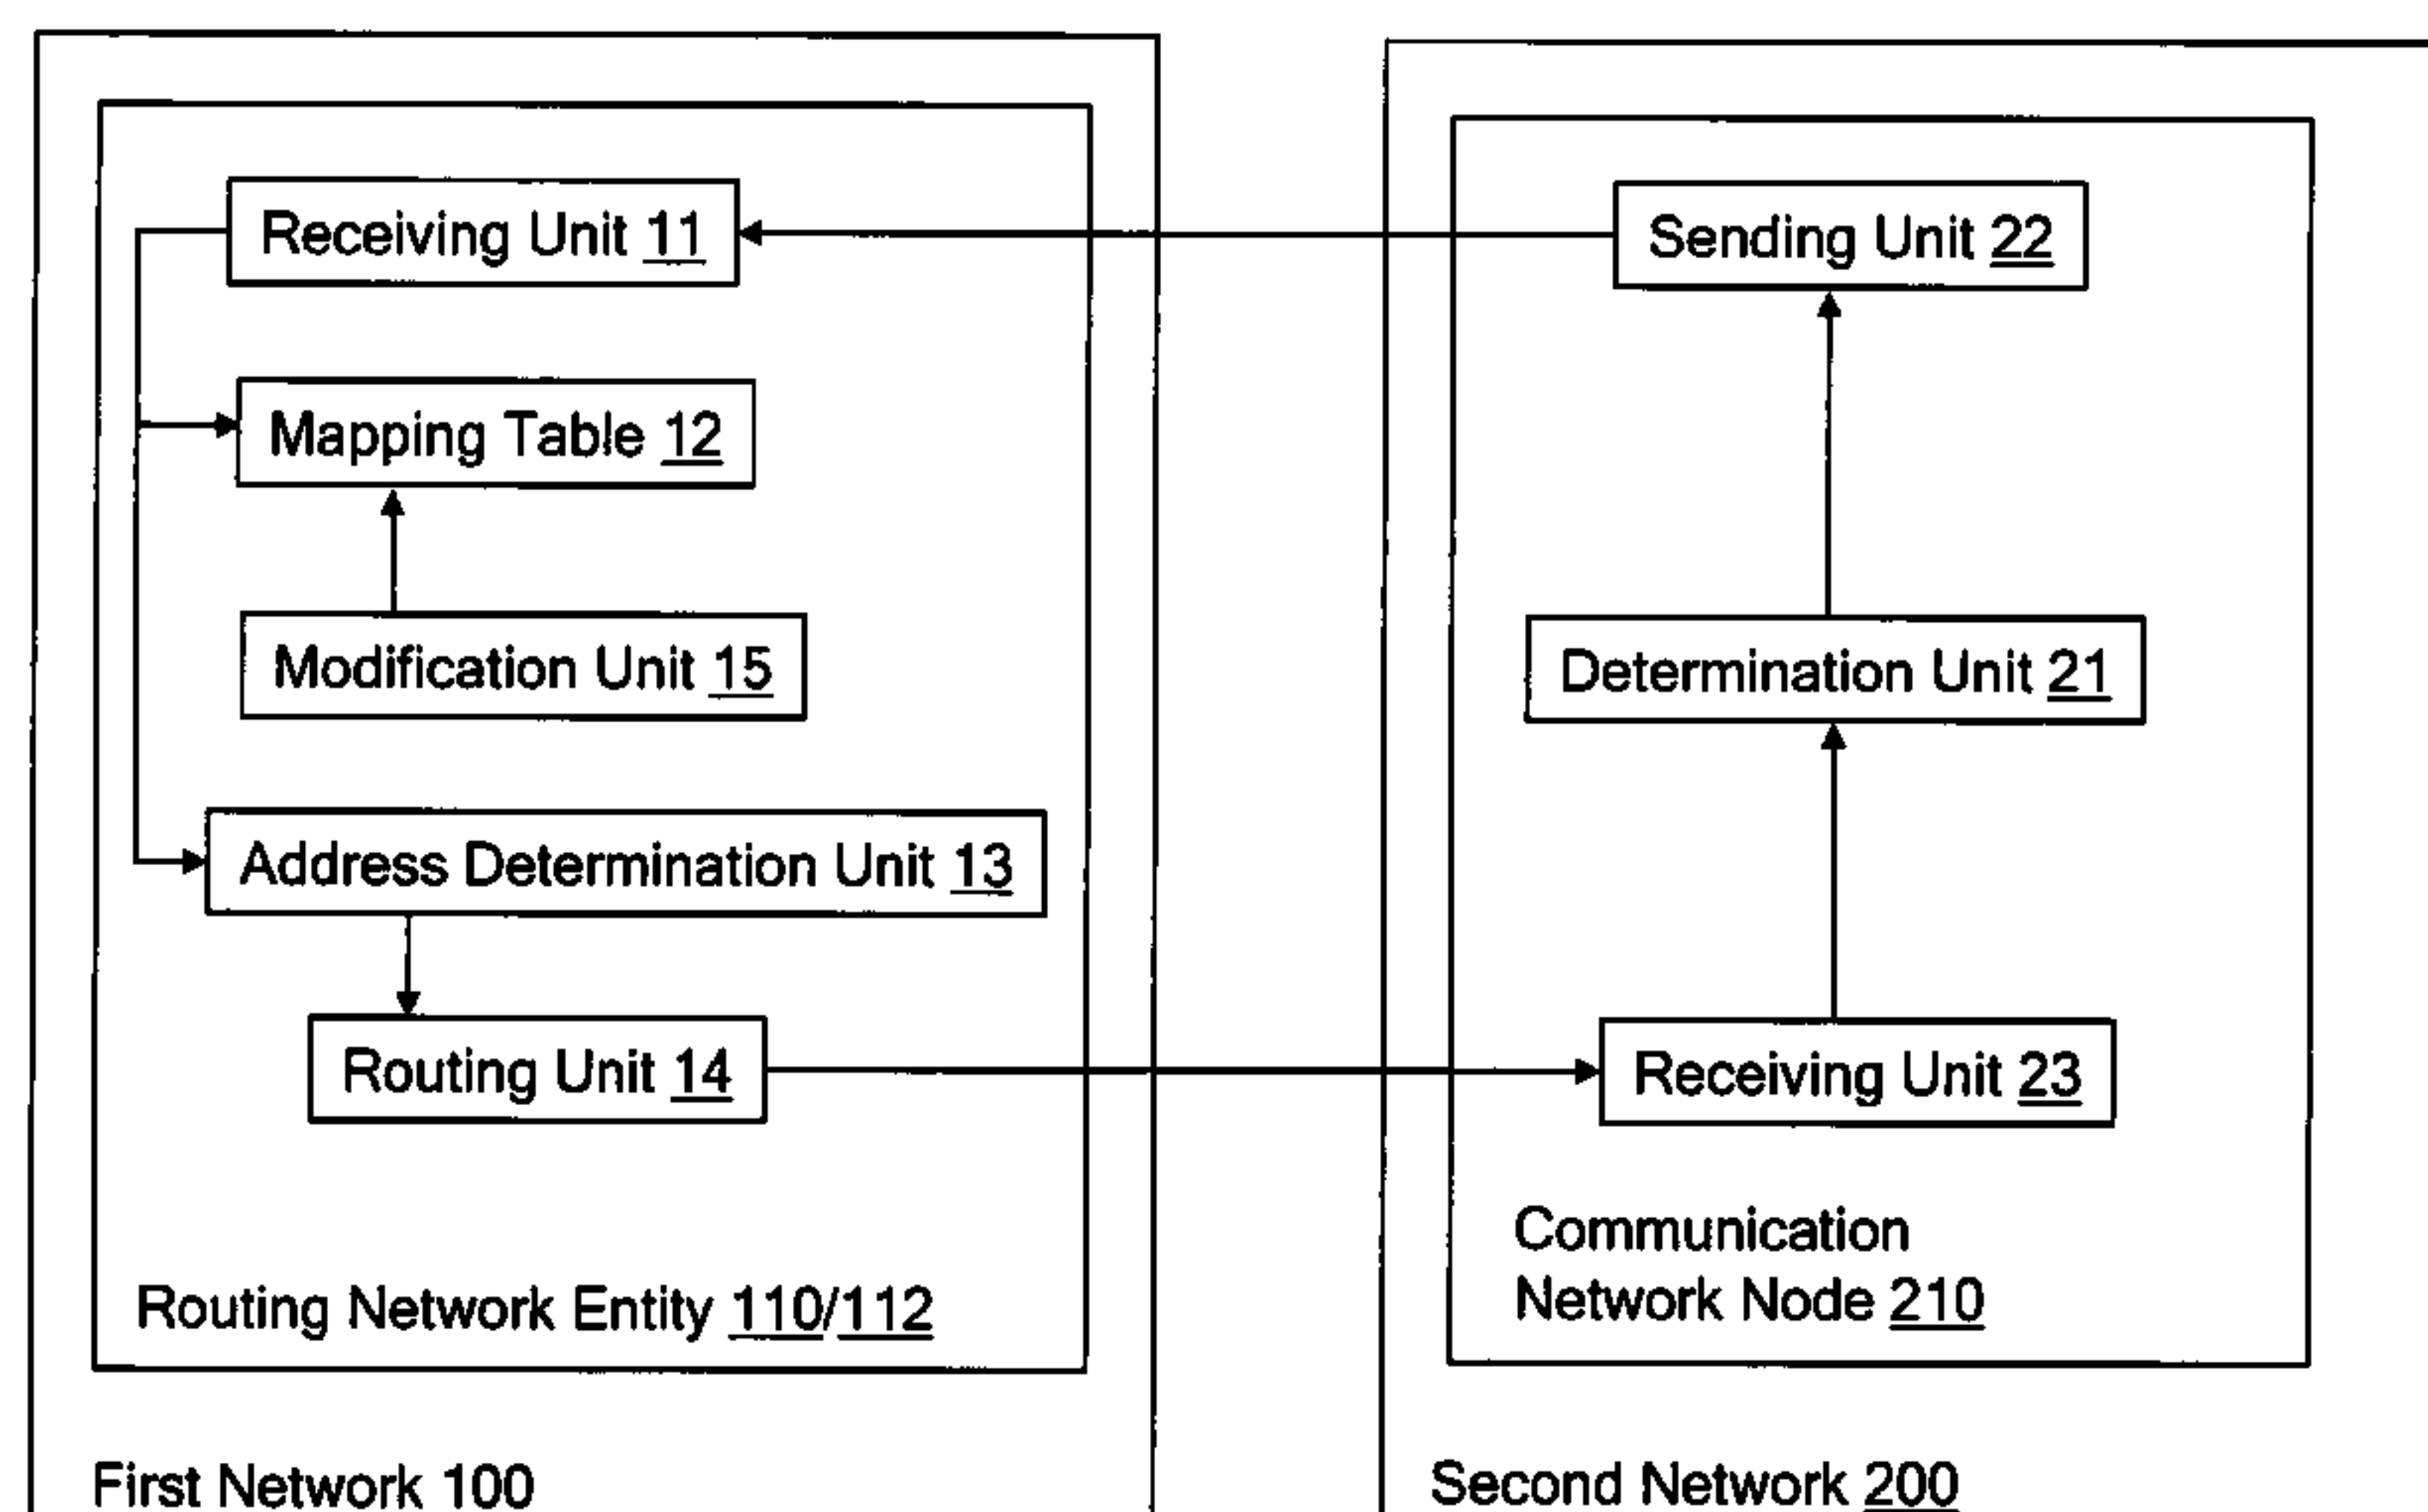 Receiving Unit 11
Mapping Table 12
Modification Unit 15
Address Determination Unit 13
Routing Unit 14
Routing Network Entity 110/112
First Network 100
Sending Unit 22
Determination Unit 21
Receiving Unit 23
Communication
Network Node 210
Second Network 200